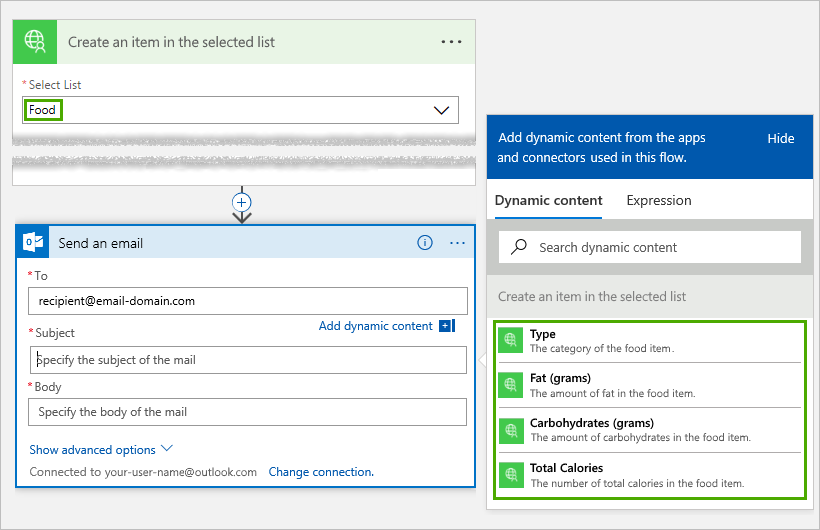 Create an item in the selected list
* Select List
Food
Send an email
* To
recipient@email-domain.com
Add dynamic content
* Subject
Specify the subject of the mail
* Body
Specify the body of the mail
Show advanced options
Connected to your-user-name@outlook.com Change connection.
Add dynamic content from the apps
and connectors used in this flow.
Hide
Dynamic content Expression
Search dynamic content
Create an item in the selected list
Type
The category of the food item.
Fat (grams)
The amount of fat in the food item.
Carbohydrates (grams)
The amount of carbohydrates in the food item.
Total Calories
The number of total calories in the food item.